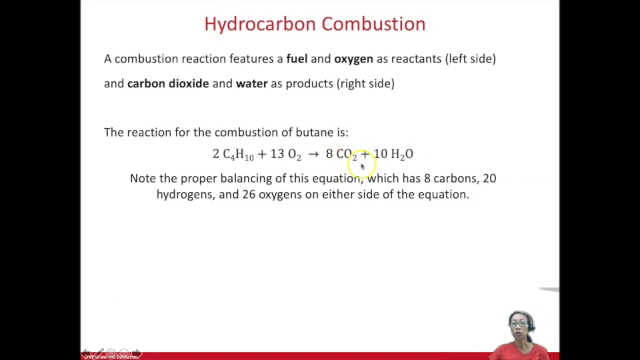 Hydrocarbon Combustion
A combustion reaction features a fuel and oxygen as reactants (left side)
and carbon dioxide and water as products (right side)
The reaction for the combustion of butane is:
2 C₄H₁₀ + 13 O₂ → 8 CO₂ + 10 H₂O
Note the proper balancing of this equation, which has 8 carbons, 20
hydrogens, and 26 oxygens on either side of the equation.